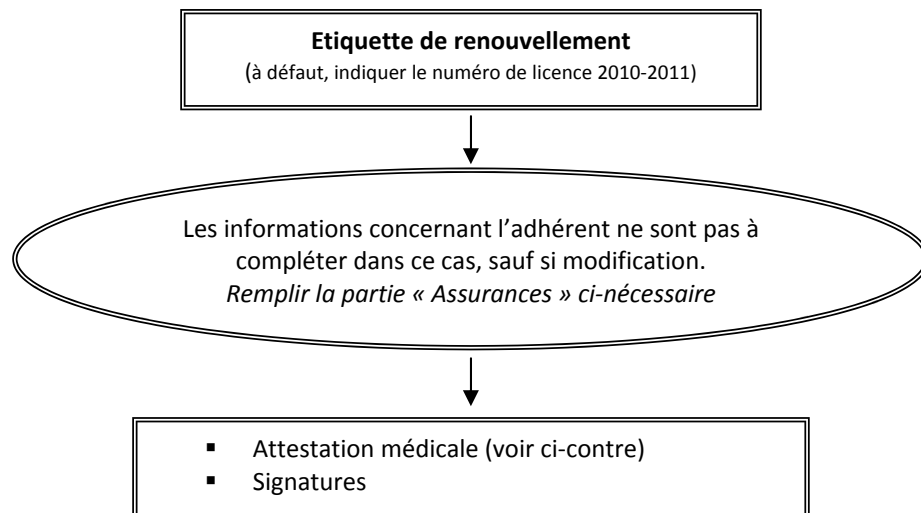 Etiquette de renouvellement
(à défaut, indiquer le numéro de licence 2010-2011)
Les informations concernant l’adhérent ne sont pas à
compléter dans ce cas, sauf si modification.
Remplir la partie « Assurances » ci-nécessaire
▪ Attestation médicale (voir ci-contre)
▪ Signatures